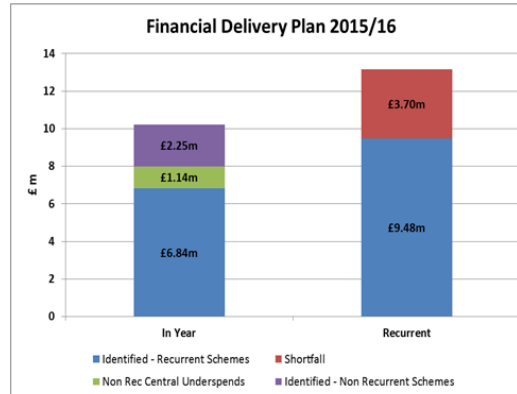 Financial Delivery Plan 2015/16
14
12
10
8
6
4
2
0
£ m
£2.25m
£1.14m
£6.84m
£3.70m
£9.48m
In Year
Recurrent
Identified - Recurrent Schemes
Shortfall
Non Rec Central Underspends
Identified - Non Recurrent Schemes